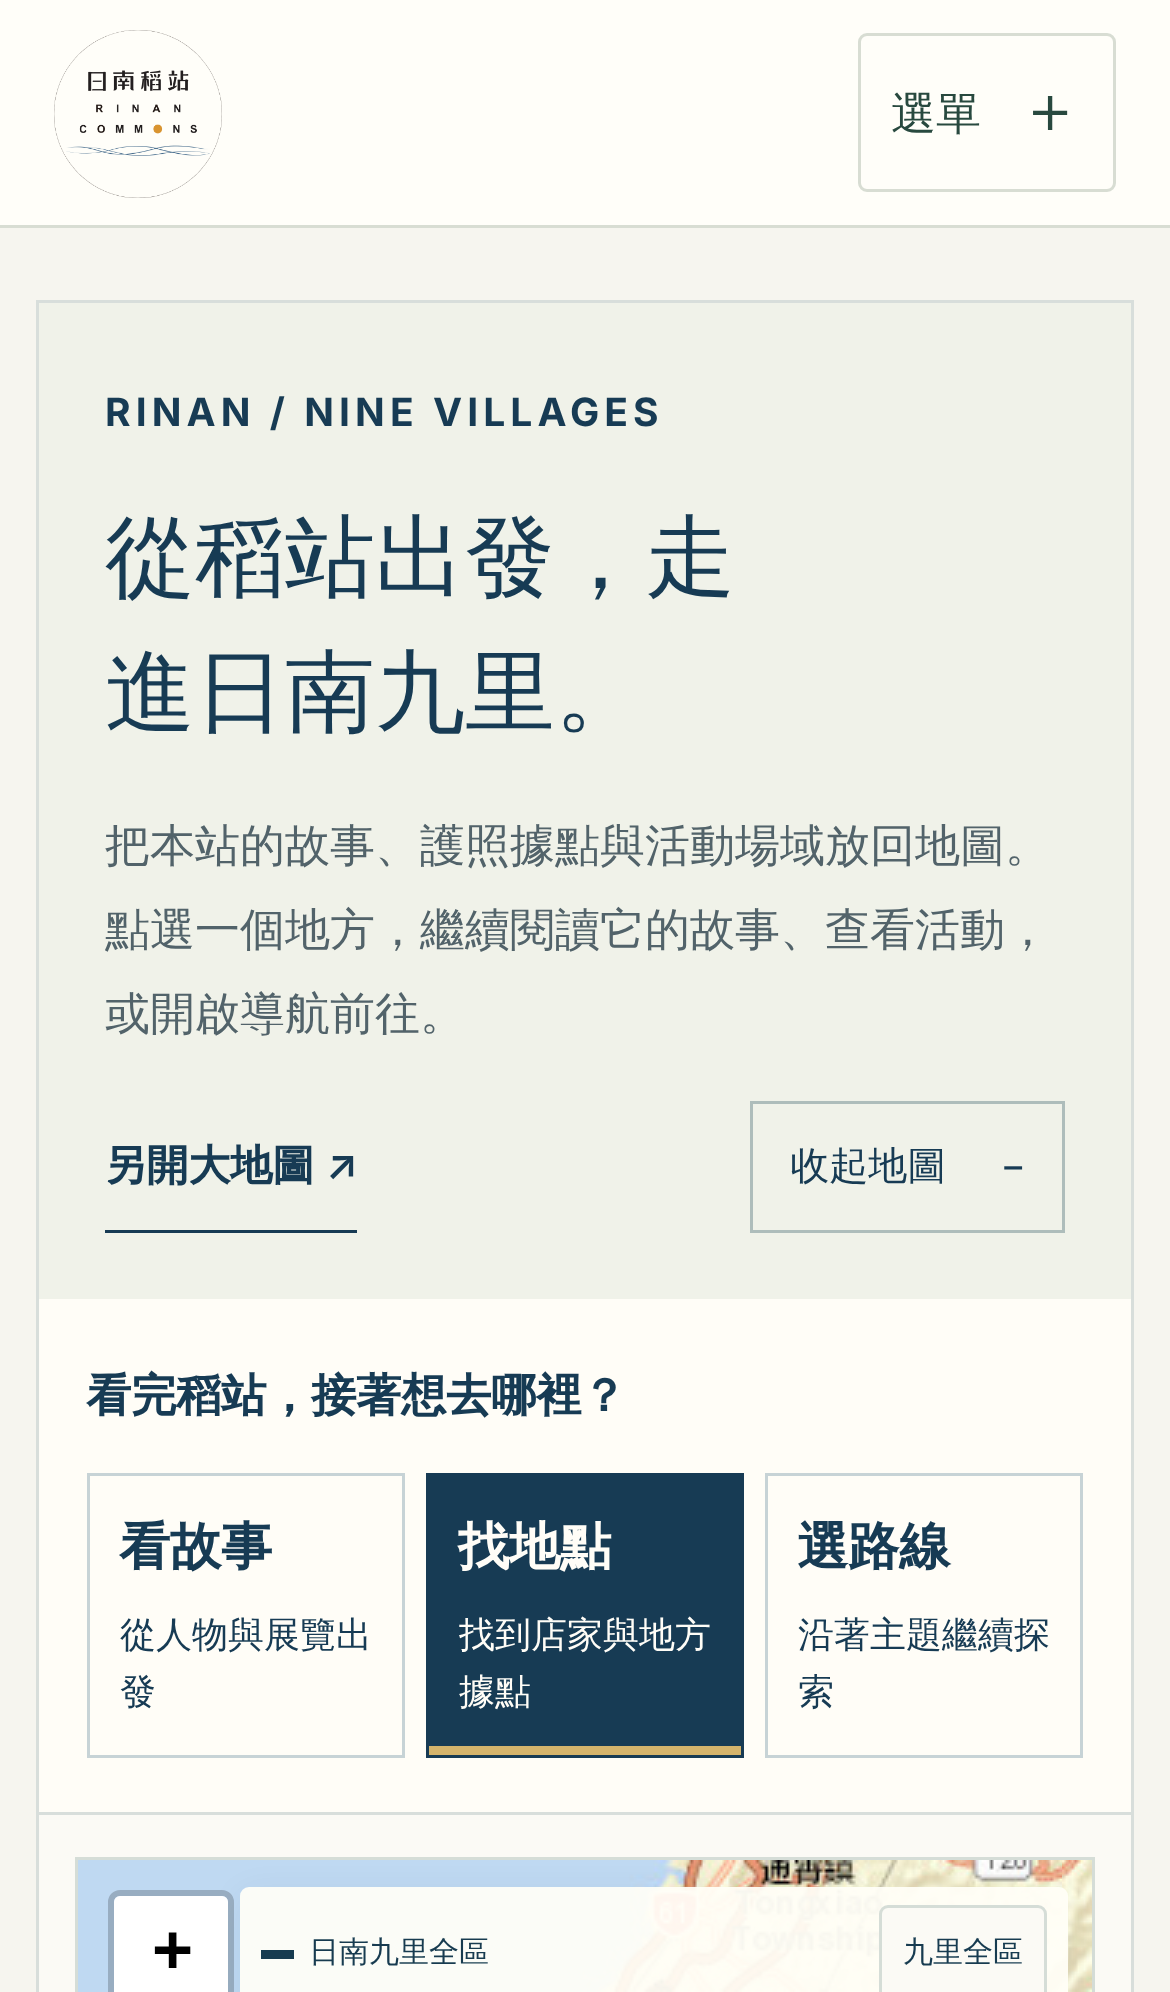 日南稻站
RINAN
COMMONS
選單 +
RINAN / NINE VILLAGES
從稻站出發，走
進日南九里。
把本站的故事、護照據點與活動場域放回地圖。
點選一個地方，繼續閱讀它的故事、查看活動，
或開啟導航前往。
另開大地圖 ↗
收起地圖 −
看完稻站，接著想去哪裡？
看故事
從人物與展覽出
發
找地點
找到店家與地方
據點
選路線
沿著主題繼續探
索
通霄鎮
Tongxiao
Township
+
日南九里全區
九里全區